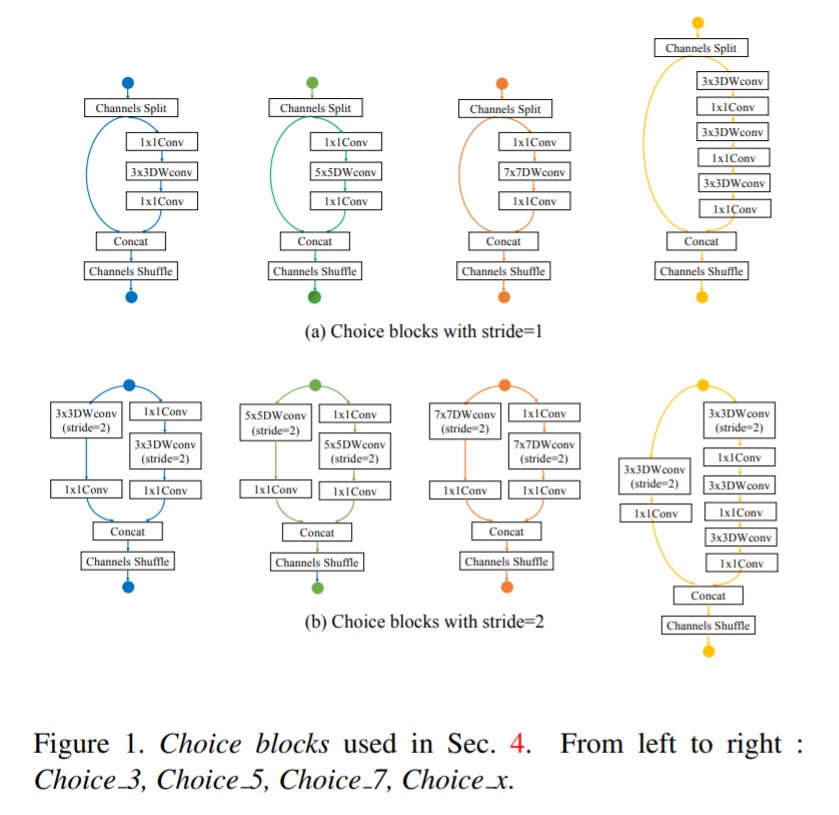 Channels Split
1x1Conv
3x3DWconv
1x1Conv
Concat
Channels Shuffle
Channels Split
1x1Conv
5x5DWconv
1x1Conv
Concat
Channels Shuffle
Channels Split
1x1Conv
7x7DWconv
1x1Conv
Concat
Channels Shuffle
Channels Split
3x3DWconv
1x1Conv
3x3DWconv
1x1Conv
3x3DWconv
1x1Conv
Concat
Channels Shuffle
(a) Choice blocks with stride=1
3x3DWconv
(stride=2)
1x1Conv
1x1Conv
3x3DWconv
(stride=2)
1x1Conv
Concat
Channels Shuffle
5x5DWconv
(stride=2)
1x1Conv
1x1Conv
5x5DWconv
(stride=2)
1x1Conv
Concat
Channels Shuffle
7x7DWconv
(stride=2)
1x1Conv
1x1Conv
7x7DWconv
(stride=2)
1x1Conv
Concat
Channels Shuffle
3x3DWconv
(stride=2)
1x1Conv
3x3DWconv
(stride=2)
1x1Conv
3x3DWconv
1x1Conv
3x3DWconv
1x1Conv
Concat
Channels Shuffle
(b) Choice blocks with stride=2
Figure 1. Choice blocks used in Sec. 4. From left to right :
Choice_3, Choice_5, Choice_7, Choice_x.